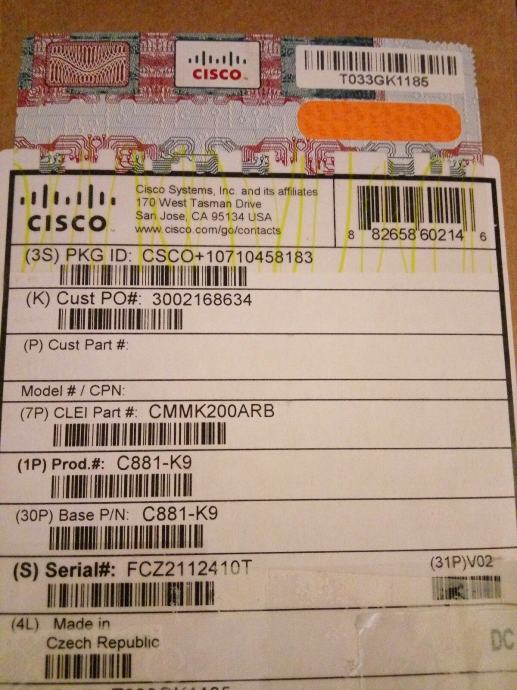 CISCO
T033GK1185
CISCO
Cisco Systems, Inc. and its affiliates
170 West Tasman Drive
San Jose, CA 95134 USA
www.cisco.com/go/contacts
8 82658 60214 6
(3S) PKG ID: CSCO+10710458183
(K) Cust PO#: 3002168634
(P) Cust Part #:
Model # / CPN:
(7P) CLEI Part #: CMMK200ARB
(1P) Prod.#: C881-K9
(30P) Base P/N: C881-K9
(S) Serial#: FCZ2112410T
(31P)V02
(4L) Made in
Czech Republic
DC